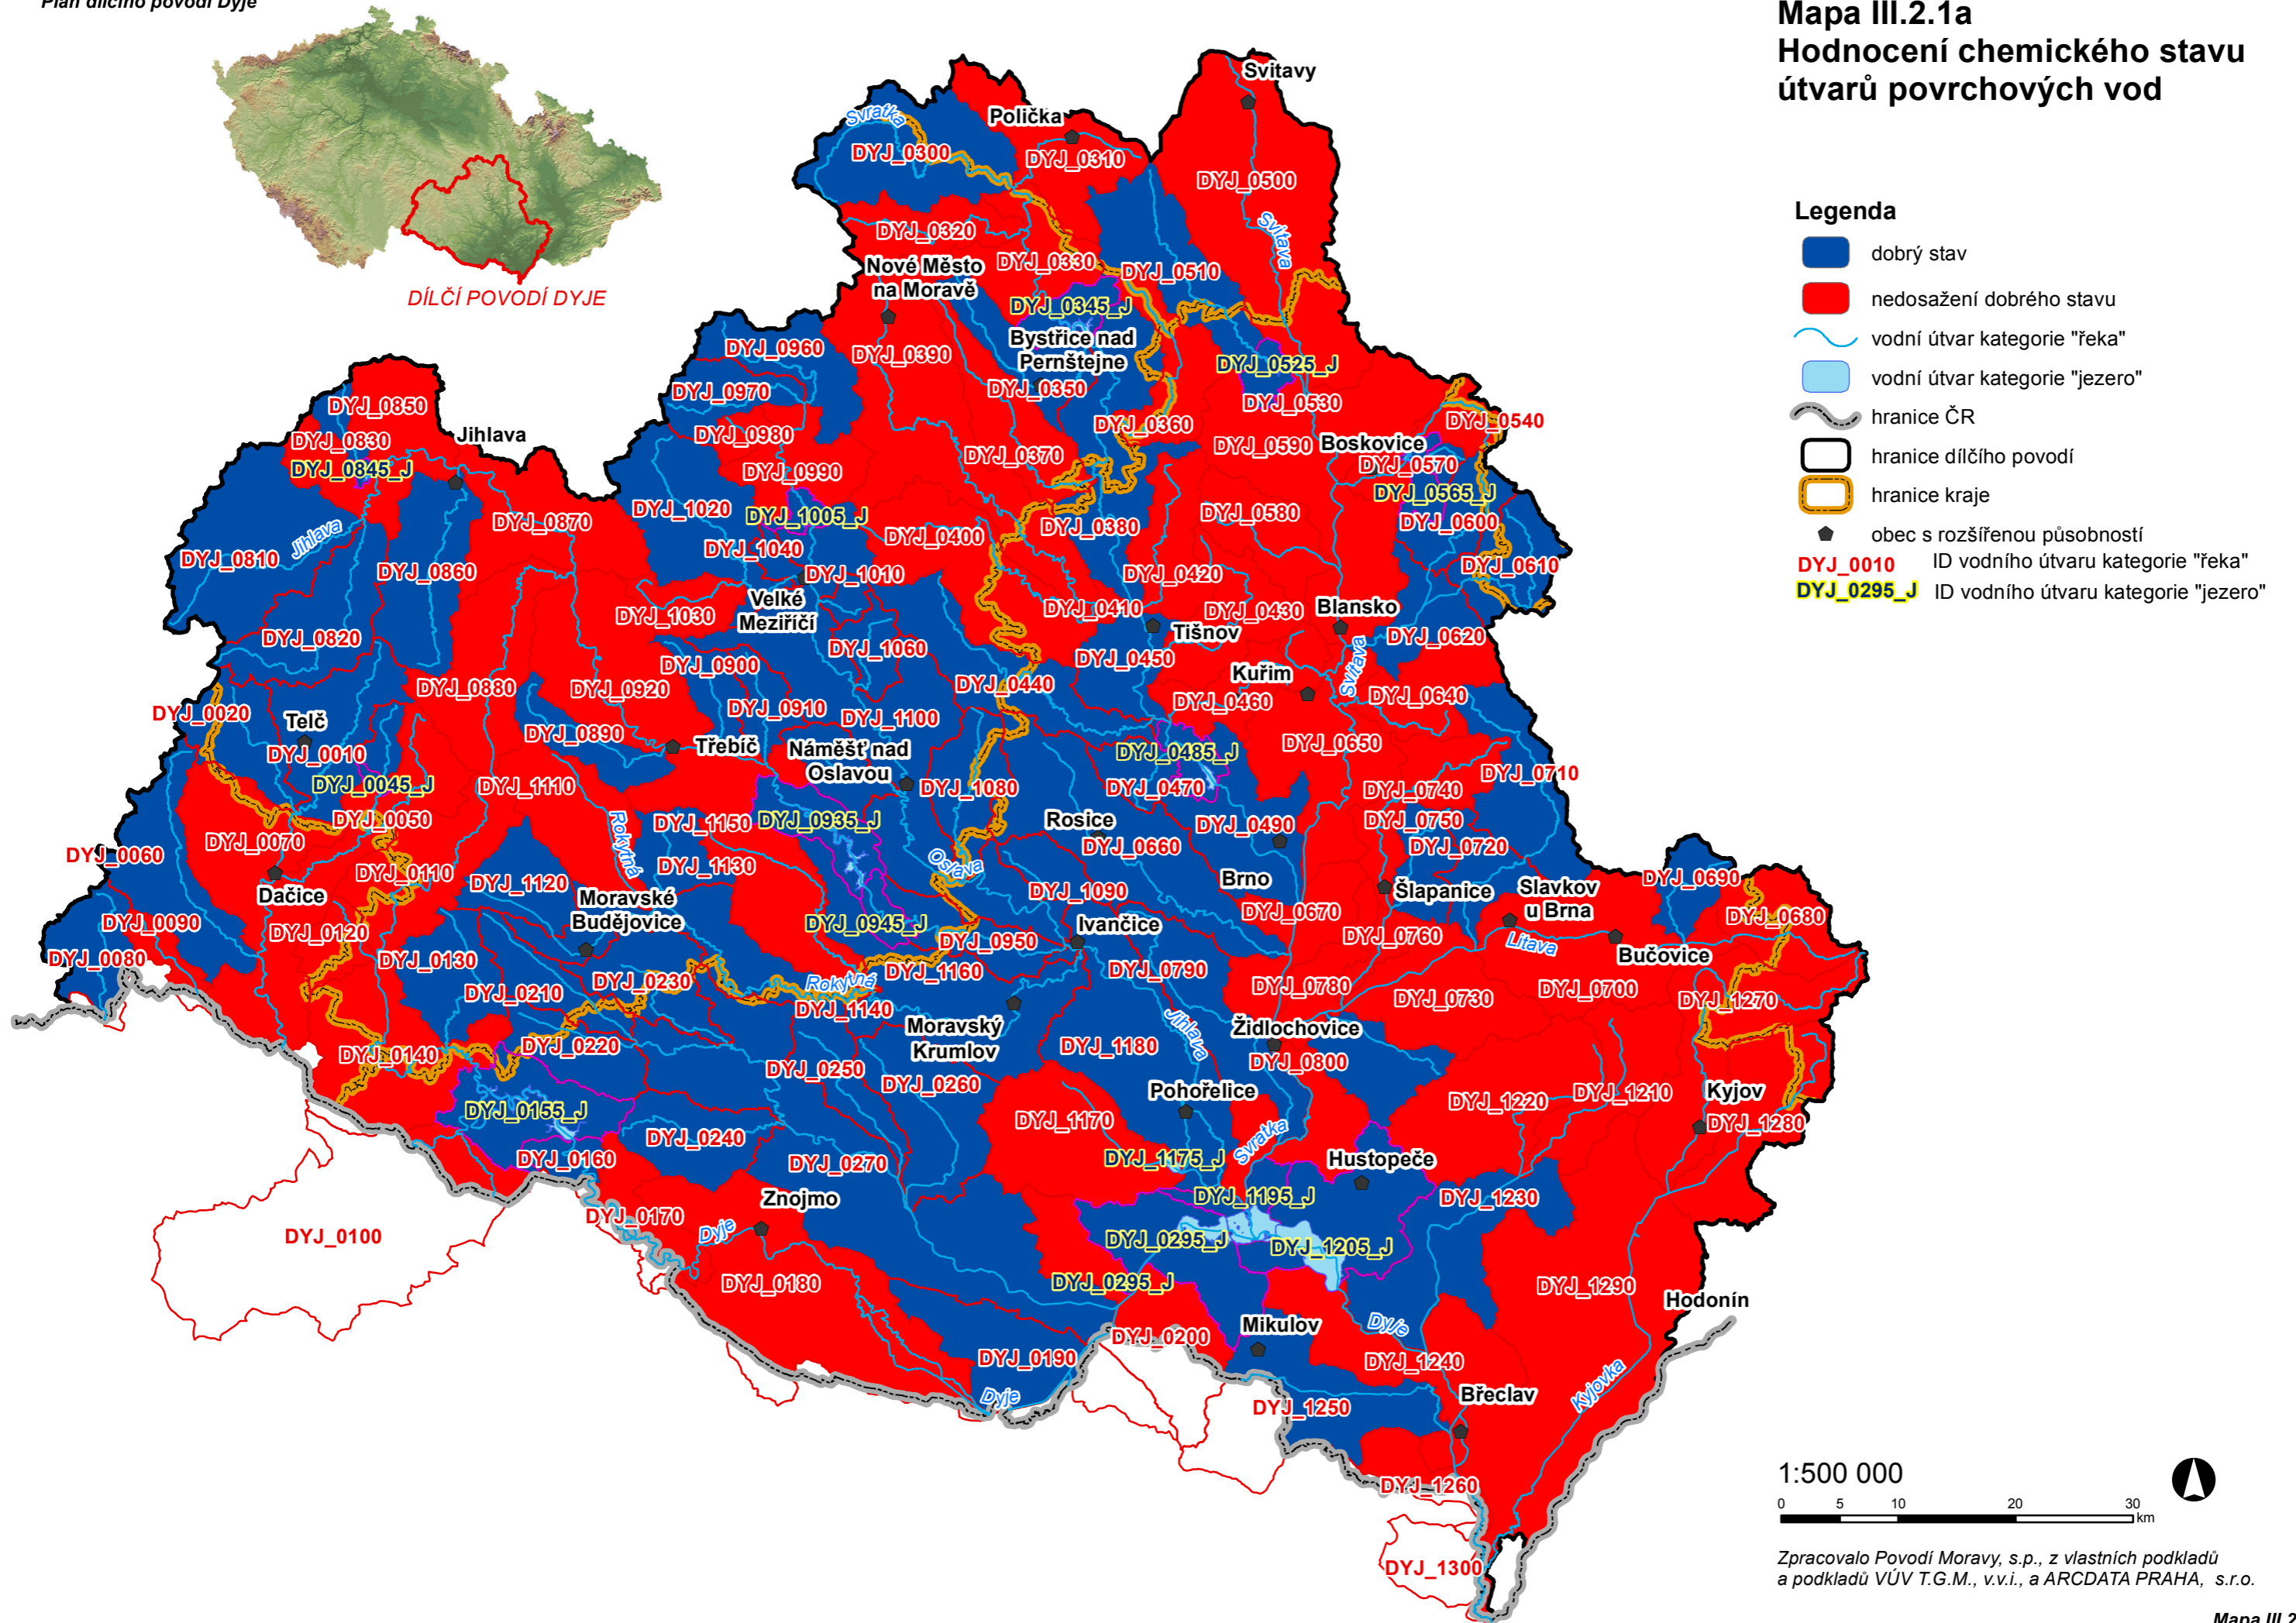 Plán dílčího povodí Dyje
Mapa III.2.1a
Hodnocení chemického stavu
útvarů povrchových vod
DÍLČÍ POVODÍ DYJE
Legenda
dobrý stav
nedosažení dobrého stavu
vodní útvar kategorie "řeka"
vodní útvar kategorie "jezero"
hranice ČR
hranice dílčího povodí
hranice kraje
obec s rozšířenou působností
DYJ_0010 ID vodního útvaru kategorie "řeka"
DYJ_0295_J ID vodního útvaru kategorie "jezero"
Svitavy
Svratka
Polička
DYJ_0300
DYJ_0310
DYJ_0500
DYJ_0320
Svitava
Nové Město
na Moravě
DYJ_0330
DYJ_0510
DYJ_0345_J
Bystřice nad
Pernštejne
DYJ_0960
DYJ_0390
DYJ_0525_J
DYJ_0970
DYJ_0350
DYJ_0530
DYJ_0850
DYJ_0360
DYJ_0540
DYJ_0830
Jihlava
DYJ_0980
DYJ_0590
Boskovice
DYJ_0845_J
DYJ_0990
DYJ_0370
DYJ_0570
DYJ_0565_J
DYJ_1020
DYJ_1005_J
DYJ_0580
DYJ_0870
DYJ_0380
DYJ_0600
Jihlava
DYJ_0400
DYJ_1040
DYJ_0810
DYJ_0860
DYJ_1010
DYJ_0420
DYJ_0610
Velké
Meziříčí
DYJ_1030
DYJ_0410
DYJ_0430
Blansko
DYJ_0820
Tišnov
DYJ_0620
DYJ_1060
DYJ_0450
DYJ_0900
Svitava
Kuřim
DYJ_0880
DYJ_0920
DYJ_0440
DYJ_0640
DYJ_0460
DYJ_0020
Telč
DYJ_0910
DYJ_1100
DYJ_0890
Třebíč
Náměšť nad
Oslavou
DYJ_0650
DYJ_0010
DYJ_0485_J
DYJ_0045_J
DYJ_1110
DYJ_1080
DYJ_0470
DYJ_0710
DYJ_0740
DYJ_0050
Rokytná
DYJ_1150
DYJ_0935_J
Rosice
DYJ_0490
DYJ_0750
DYJ_0070
DYJ_0660
DYJ_0720
DYJ_0060
DYJ_1130
Oslava
DYJ_0110
DYJ_1120
Brno
DYJ_0690
Dačice
Moravské
Budějovice
DYJ_1090
Šlapanice
Slavkov
u Brna
DYJ_0090
DYJ_0945_J
Ivančice
DYJ_0670
DYJ_0680
DYJ_0120
DYJ_0950
DYJ_0760
Litava
DYJ_0080
DYJ_0130
DYJ_1160
DYJ_0790
Bučovice
DYJ_0230
Rokytná
DYJ_0210
DYJ_0780
DYJ_0730
DYJ_0700
DYJ_1270
DYJ_1140
Moravský
Krumlov
Jihlava
Židlochovice
DYJ_0140
DYJ_0220
DYJ_1180
DYJ_0250
DYJ_0260
DYJ_0800
Pohořelice
DYJ_1220
DYJ_1210
Kyjov
DYJ_0155_J
DYJ_1170
DYJ_1280
DYJ_0240
Svratka
DYJ_0160
DYJ_0270
DYJ_1175_J
Hustopeče
Znojmo
DYJ_1195_J
DYJ_1230
DYJ_0170
Dyje
DYJ_0100
DYJ_0295_J
DYJ_1205_J
DYJ_0180
DYJ_0295_J
DYJ_1290
Hodonín
Mikulov
Dyje
DYJ_0200
DYJ_0190
DYJ_1240
Dyje
Břeclav
Kyjovka
DYJ_1250
DYJ_1260
DYJ_1300
1:500 000
0 5 10 20 30
km
Zpracovalo Povodí Moravy, s.p., z vlastních podkladů
a podkladů VÚV T.G.M., v.v.i., a ARCDATA PRAHA, s.r.o.
Mapa III.2